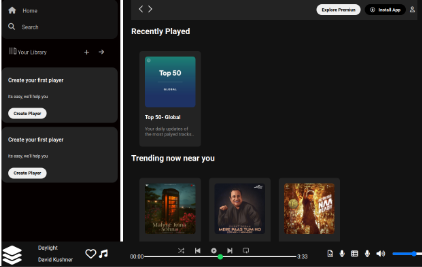 Home
Search
Your Library
Create your first player
Its easy, we'll help you
Create Player
Create your first player
Its easy, we'll help you
Create Player
Explore Premium
Install App
Recently Played
Top 50
GLOBAL
Top 50- Global
Your daily updates of
the most played tracks..
Trending now near you
MERE PAAS TUM HO
Daylight
David Kushner
00:00
3:33